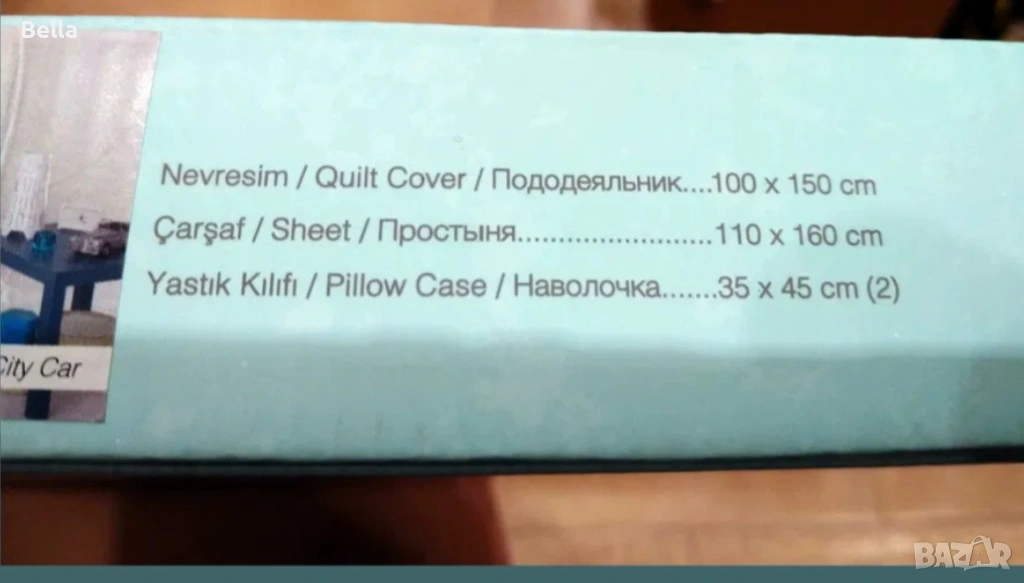 Bella
Nevresim / Quilt Cover / Пододеяльник....100 x 150 cm
Çarşaf / Sheet / Простыня........................110 x 160 cm
Yastık Kılıfı / Pillow Case / Наволочка.......35 x 45 cm (2)
City Car
BAZAR